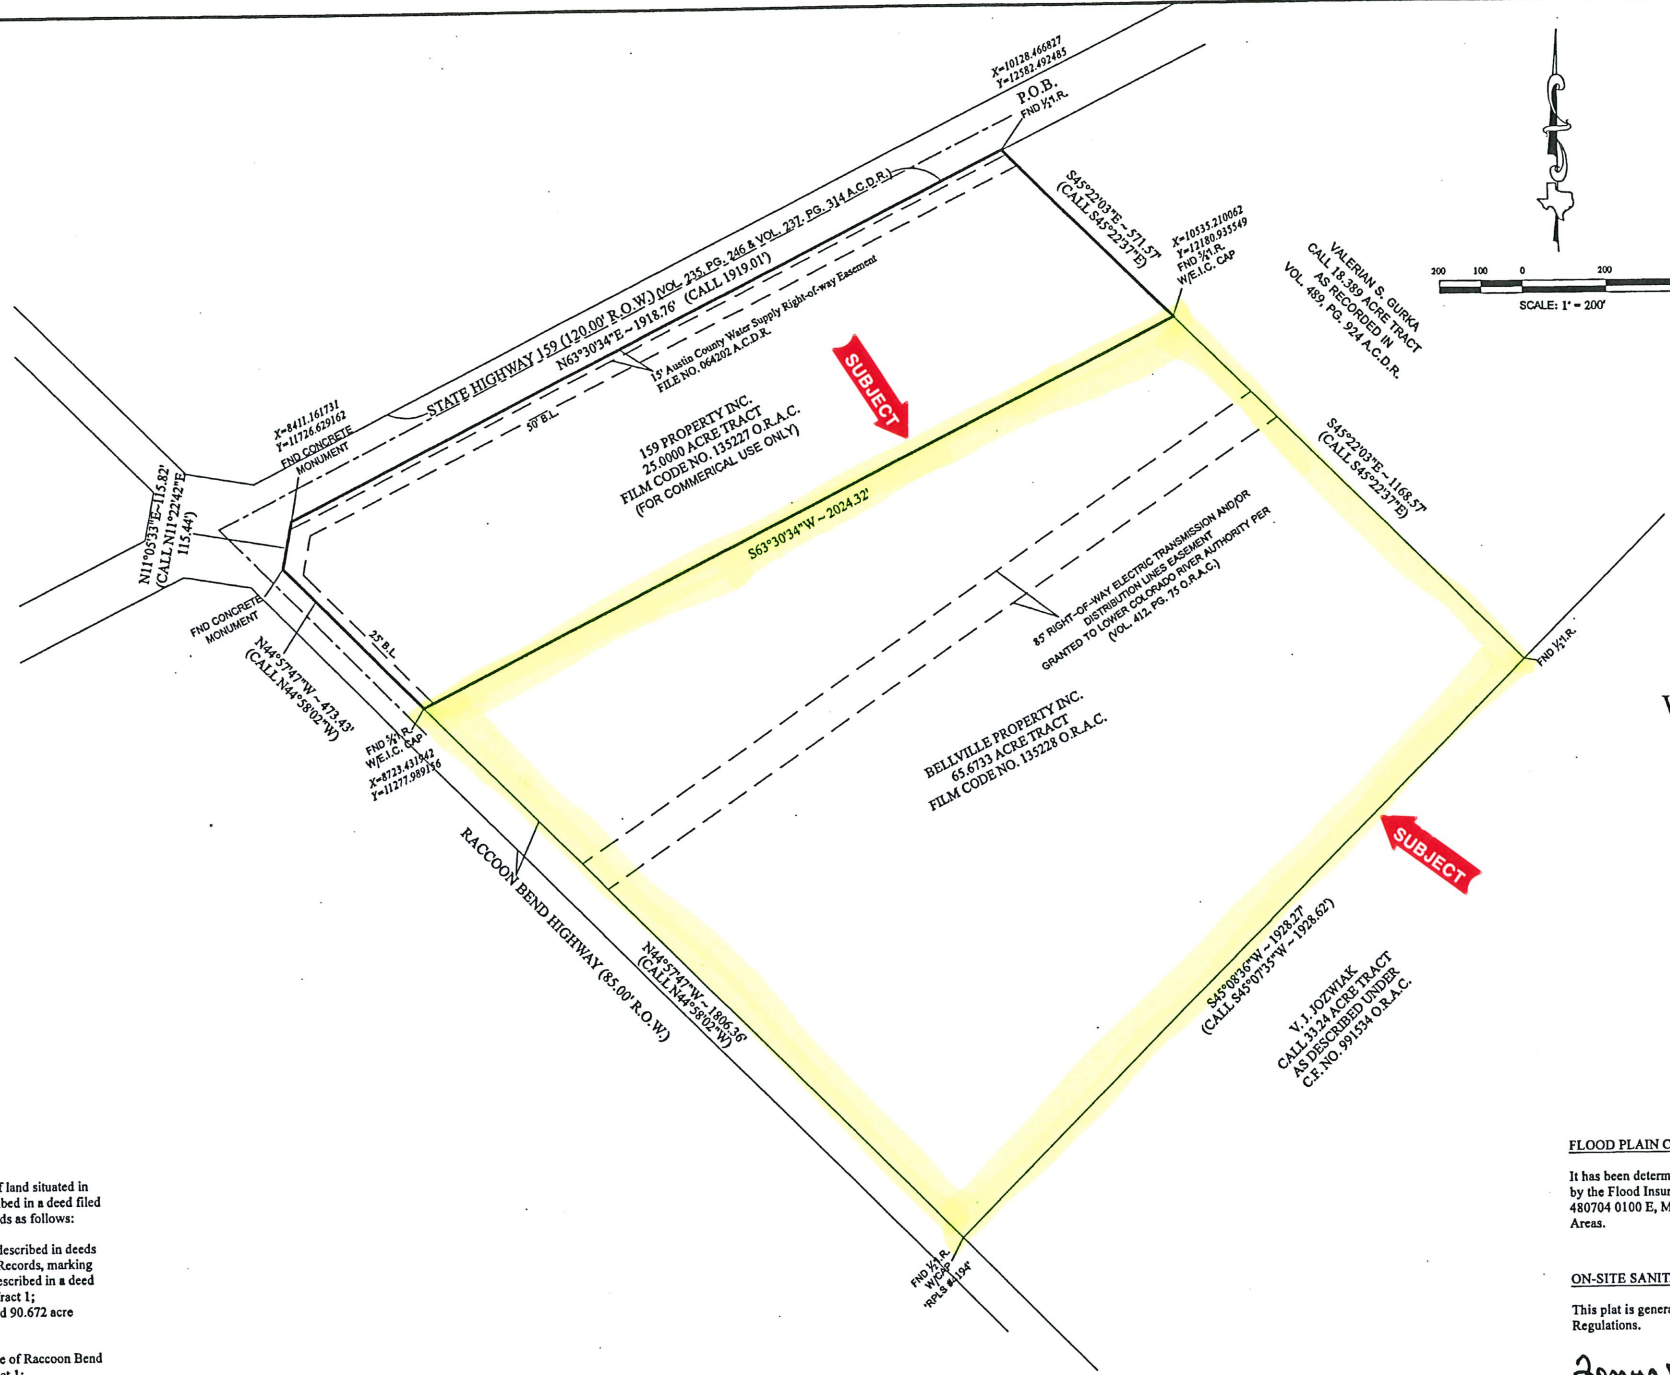 X=10128.466827
Y=12582.492485
P.O.B.
FND ½"I.R.
STATE HIGHWAY 159 (120.00' R.O.W.) (VOL. 235, PG. 246 & VOL. 237, PG. 314 A.C.D.R.)
N63°30'34"E ~ 1918.76' (CALL 1919.01')
15' Austin County Water Supply Right-of-way Easement
FILE NO. 064202 A.C.D.R.
50' B.L.
S45°22'03"E ~ 571.57'
(CALL S45°22'37"E)
X=10535.210062
Y=12180.935549
FND ⅝"I.R.
W/E.I.C. CAP
VALERIAN S. GURKA
CALL 18.389 ACRE TRACT
AS RECORDED IN
VOL. 489, PG. 924 A.C.D.R.
200 100 0 200
SCALE: 1" = 200'
X=8411.161731
Y=11726.629162
FND CONCRETE
MONUMENT
N11°05'33"E~115.82'
(CALL N11°22'42"E
115.44')
FND CONCRETE
MONUMENT
159 PROPERTY INC.
25.0000 ACRE TRACT
FILM CODE NO. 135227 O.R.A.C.
(FOR COMMERICAL USE ONLY)
SUBJECT
S63°30'34"W ~ 2024.32'
S45°22'03"E ~ 1168.57'
(CALL S45°22'37"E)
25' B.L.
N44°57'47"W ~ 473.43'
(CALL N44°58'02"W)
FND ⅝"I.R.
W/E.I.C. CAP
X=8723.431942
Y=11277.989156
85' RIGHT-OF-WAY ELECTRIC TRANSMISSION AND/OR
DISTRIBUTION LINES EASEMENT
GRANTED TO LOWER COLORADO RIVER AUTHORITY PER
(VOL. 412, PG. 75 O.R.A.C.)
FND ½"I.R.
BELLVILLE PROPERTY INC.
65.6733 ACRE TRACT
FILM CODE NO. 135228 O.R.A.C.
SUBJECT
RACCOON BEND HIGHWAY (85.00' R.O.W.)
N44°57'47"W ~ 1806.36'
(CALL N44°58'02"W)
S45°08'36"W ~ 1928.27'
(CALL S45°07'35"W ~ 1928.62')
V. J. JOZWIAK
CALL 33.24 ACRE TRACT
AS DESCRIBED UNDER
C.F. NO. 991534 O.R.A.C.
FND ½"I.R.
W/CAP
"RPLS #4194"
f land situated in
bed in a deed filed
ds as follows:
described in deeds
Records, marking
escribed in a deed
ract 1;
d 90.672 acre
e of Raccoon Bend
FLOOD PLAIN C
It has been determ
by the Flood Insur
480704 0100 E, M
Areas.
ON-SITE SANIT
This plat is genera
Regulations.